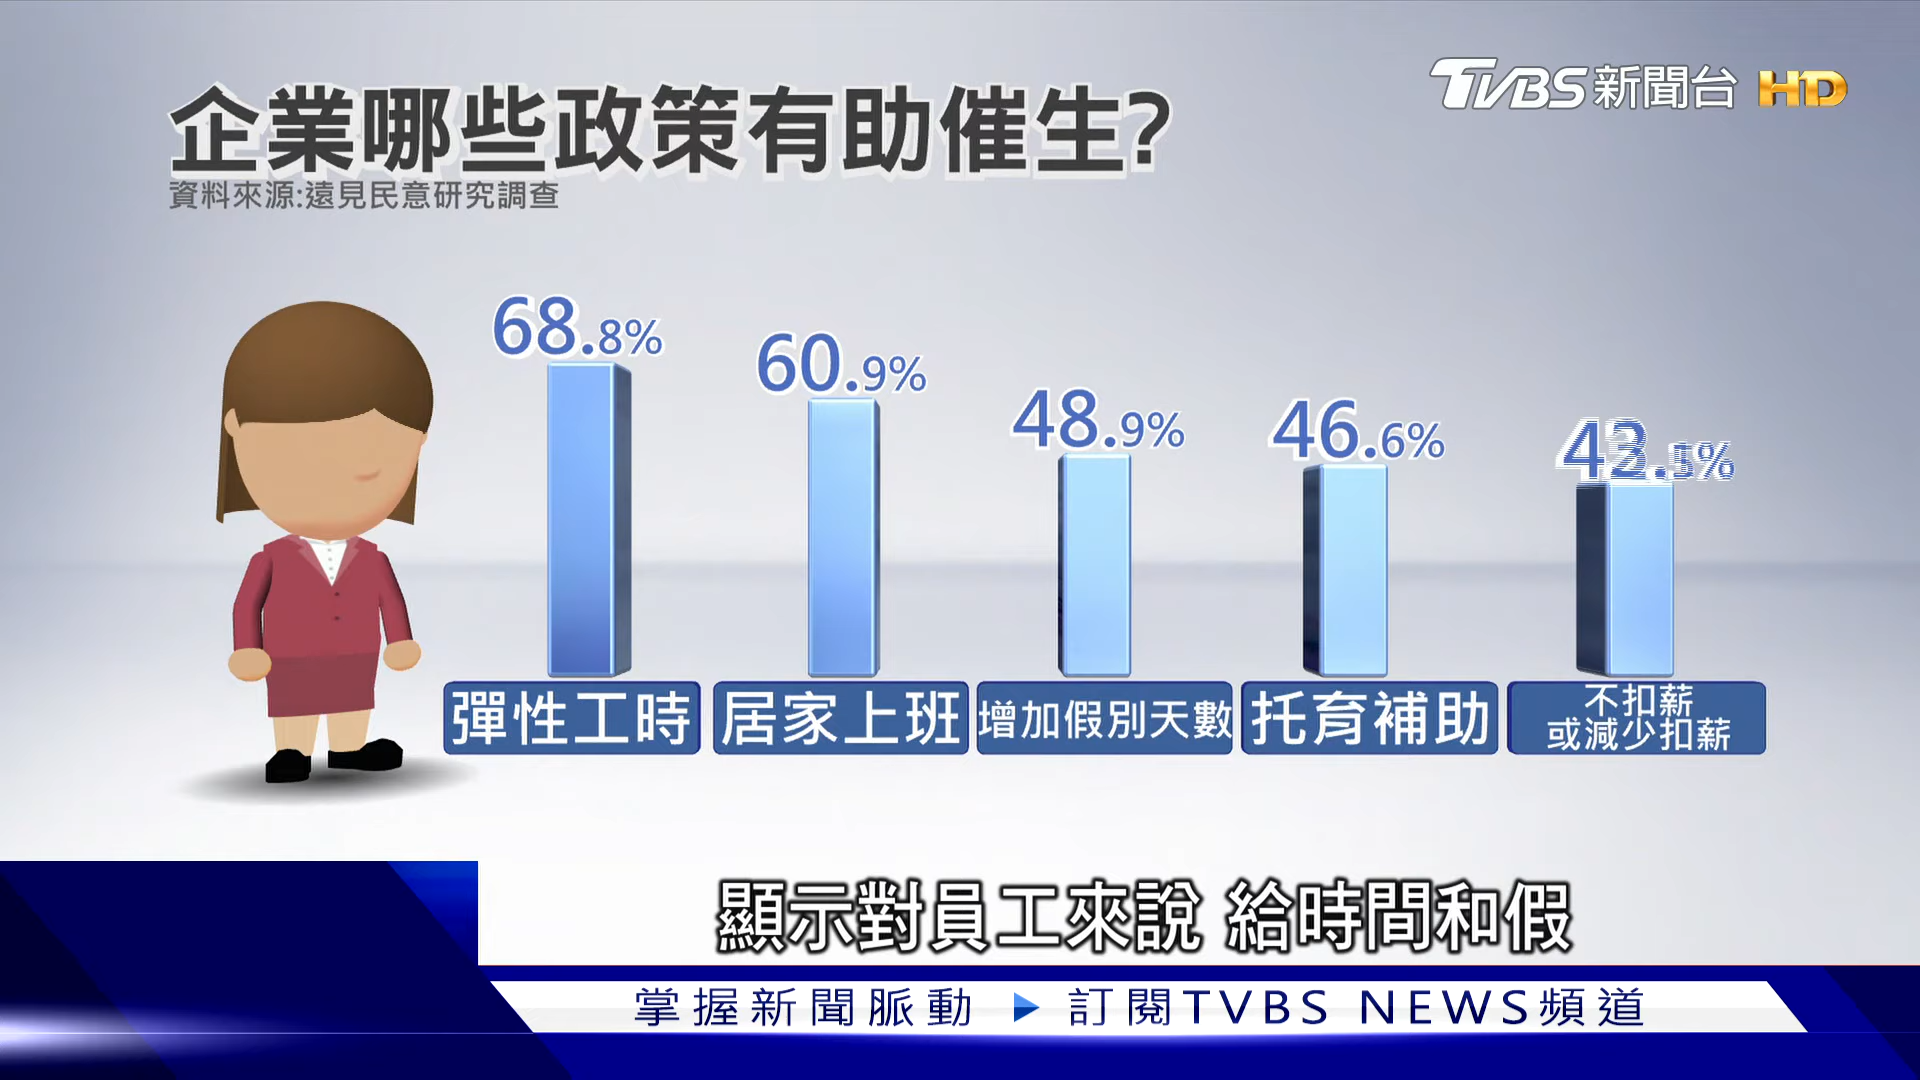 企業哪些政策有助催生?
TVBS新聞台 HD
資料來源:遠見民意研究調查
68.8%
60.9%
48.9%
46.6%
彈性工時
居家上班
增加假別天數
托育補助
不扣薪
或減少扣薪
顯示對員工來說 給時間和假
掌握新聞脈動 ▶ 訂閱TVBS NEWS頻道